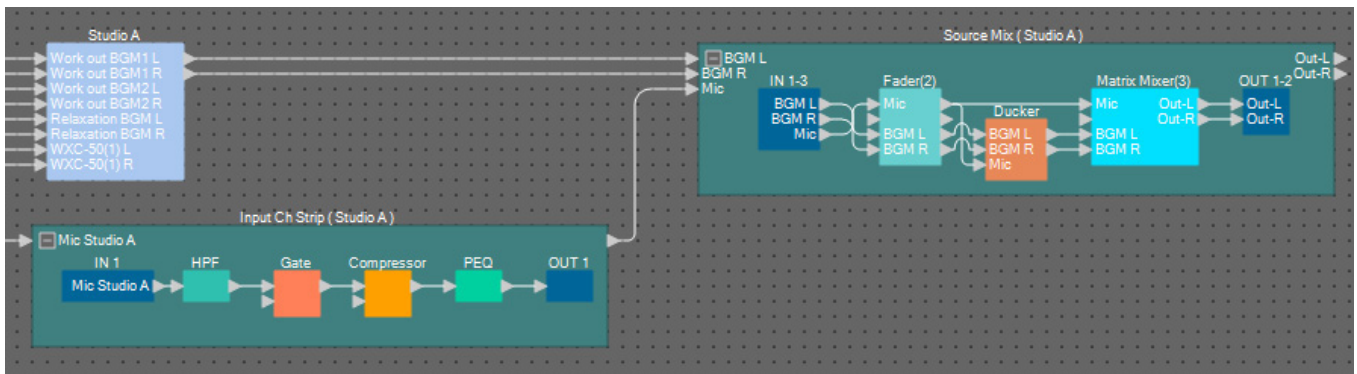 Studio A
Work out BGM1 L
Work out BGM1 R
Work out BGM2 L
Work out BGM2 R
Relaxation BGM L
Relaxation BGM R
WXC-50(1) L
WXC-50(1) R
Input Ch Strip ( Studio A )
Mic Studio A
IN 1
Mic Studio A
HPF
Gate
Compressor
PEQ
OUT 1
Source Mix ( Studio A )
BGM L
BGM R
Mic
IN 1-3
BGM L
BGM R
Mic
Fader(2)
Mic
BGM L
BGM R
Ducker
BGM L
BGM R
Mic
Matrix Mixer(3)
Mic
BGM L
BGM R
Out-L
Out-R
OUT 1-2
Out-L
Out-R
Out-L
Out-R